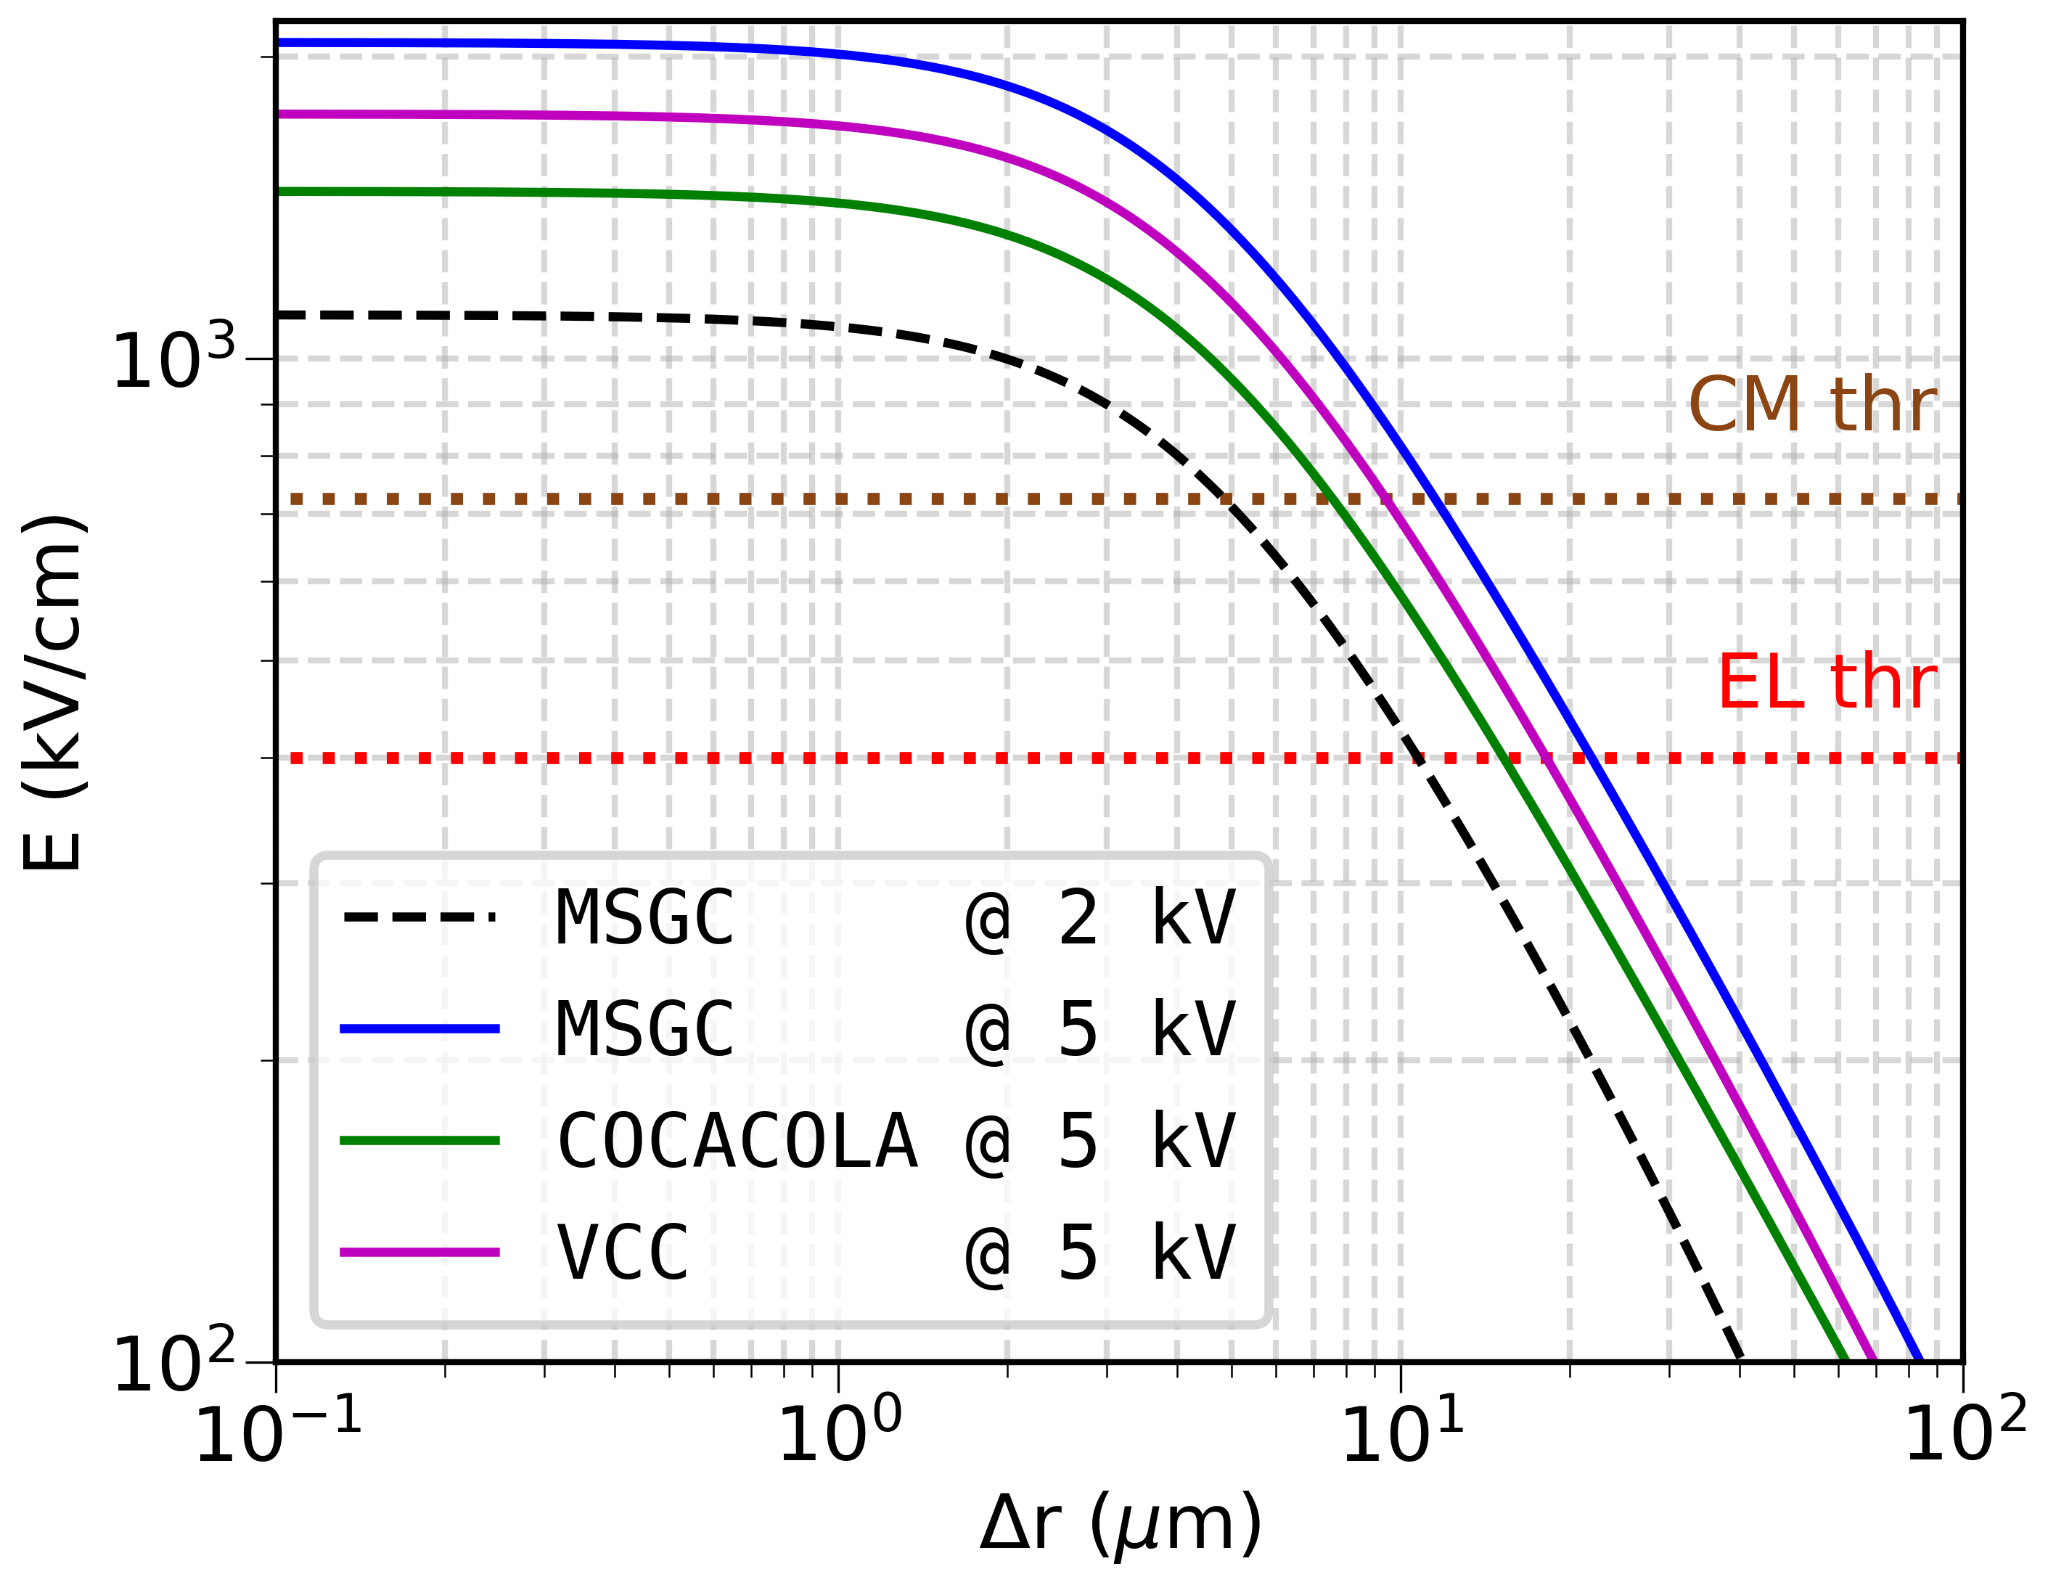 E (kV/cm)
10³
10²
CM thr
EL thr
MSGC @ 2 kV
MSGC @ 5 kV
COCACOLA @ 5 kV
VCC @ 5 kV
10⁻¹ 10⁰ 10¹ 10²
Δr (μm)